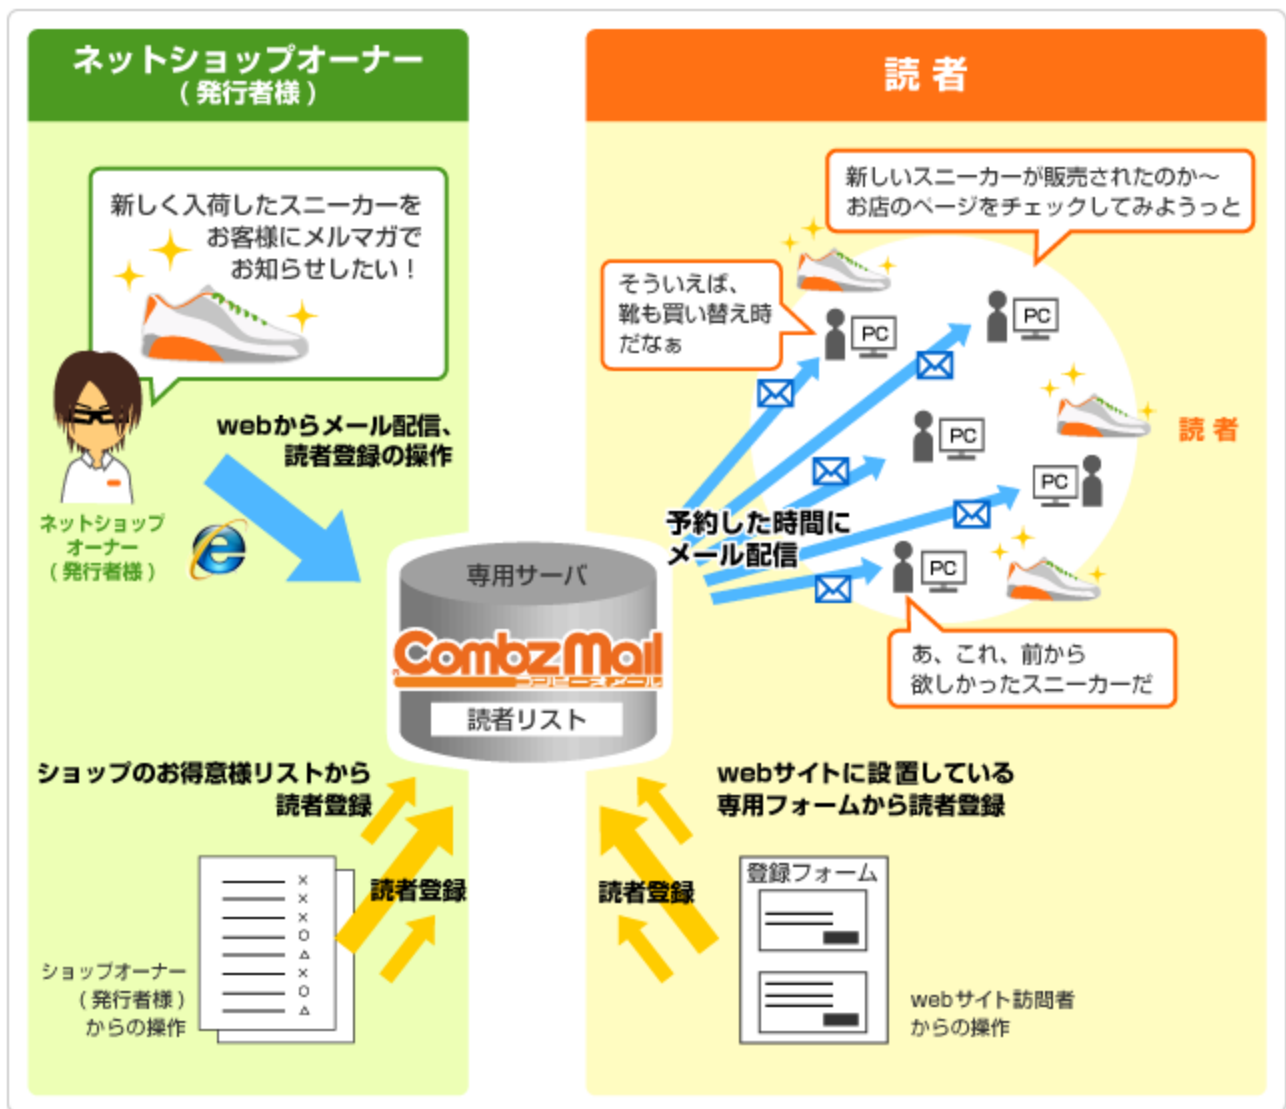 ネットショップオーナー
(発行者様)
読者
新しく入荷したスニーカーを
お客様にメルマガで
お知らせしたい！
webからメール配信、
読者登録の操作
ネットショップ
オーナー
(発行者様)
新しいスニーカーが販売されたのか～
お店のページをチェックしてみようっと
そういえば、
靴も買い替え時
だなぁ
PC
PC
PC
PC
PC
読者
予約した時間に
メール配信
あ、これ、前から
欲しかったスニーカーだ
専用サーバ
CombzMail
コンビーズメール
読者リスト
ショップのお得意様リストから
読者登録
読者登録
× 
×
×
○
△
×
○
△
ショップオーナー
(発行者様)
からの操作
webサイトに設置している
専用フォームから読者登録
読者登録
登録フォーム
webサイト訪問者
からの操作